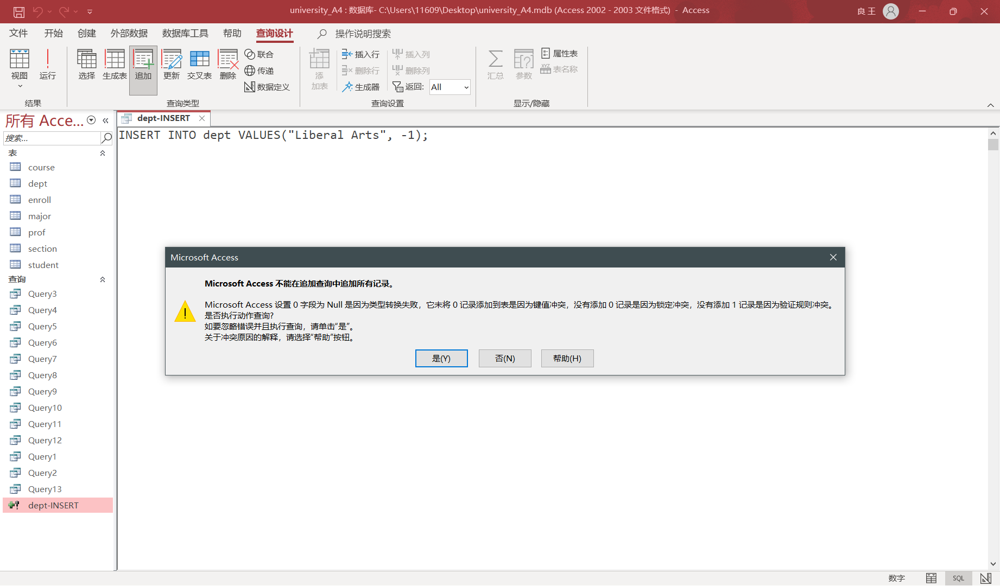 university_A4 : 数据库- C:\Users\11609\Desktop\university_A4.mdb (Access 2002 - 2003 文件格式) - Access
良 王
文件 开始 创建 外部数据 数据库工具 帮助 查询设计 操作说明搜索
视图 运行
选择 生成表 追加 更新 交叉表 删除
联合
传递
数据定义
添
加表
插入行
删除行
生成器
插入列
删除列
返回: All
汇总 参数
属性表
XYZ 表名称
结果 查询类型 查询设置 显示/隐藏
所有 Acce...
搜索...
表
course
dept
enroll
major
prof
section
student
查询
Query3
Query4
Query5
Query6
Query7
Query8
Query9
Query10
Query11
Query12
Query1
Query2
Query13
dept-INSERT
dept-INSERT
INSERT INTO dept VALUES("Liberal Arts", -1);
Microsoft Access
Microsoft Access 不能在追加查询中追加所有记录。
Microsoft Access 设置 0 字段为 Null 是因为类型转换失败，它未将 0 记录添加到表是因为键值冲突，没有添加 0 记录是因为锁定冲突，没有添加 1 记录是因为验证规则冲突。
是否执行动作查询?
如要忽略错误并且执行查询，请单击“是”。
关于冲突原因的解释，请选择“帮助”按钮。
是(Y) 否(N) 帮助(H)
数字 SQL